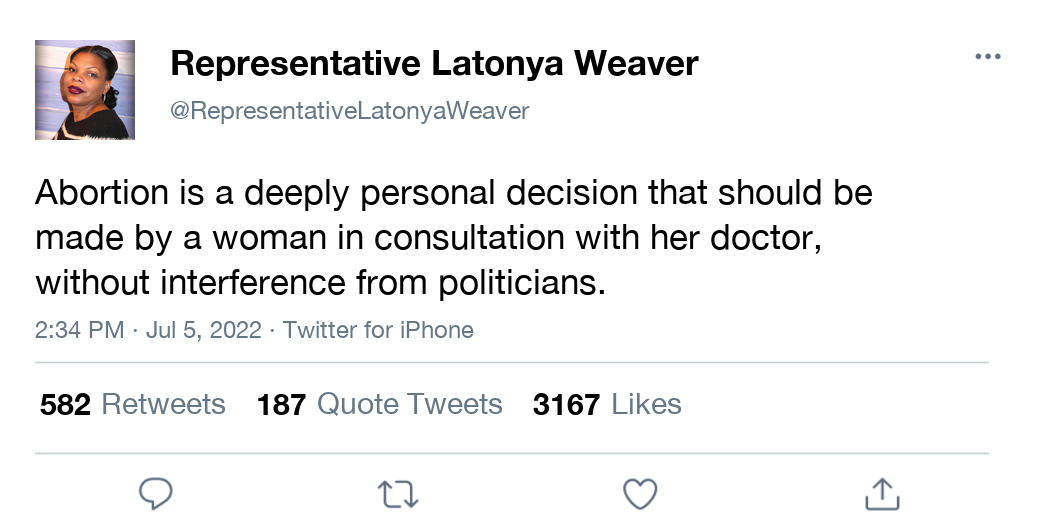 Representative Latonya Weaver
@RepresentativeLatonyaWeaver
Abortion is a deeply personal decision that should be
made by a woman in consultation with her doctor,
without interference from politicians.
2:34 PM · Jul 5, 2022 · Twitter for iPhone
582 Retweets 187 Quote Tweets 3167 Likes